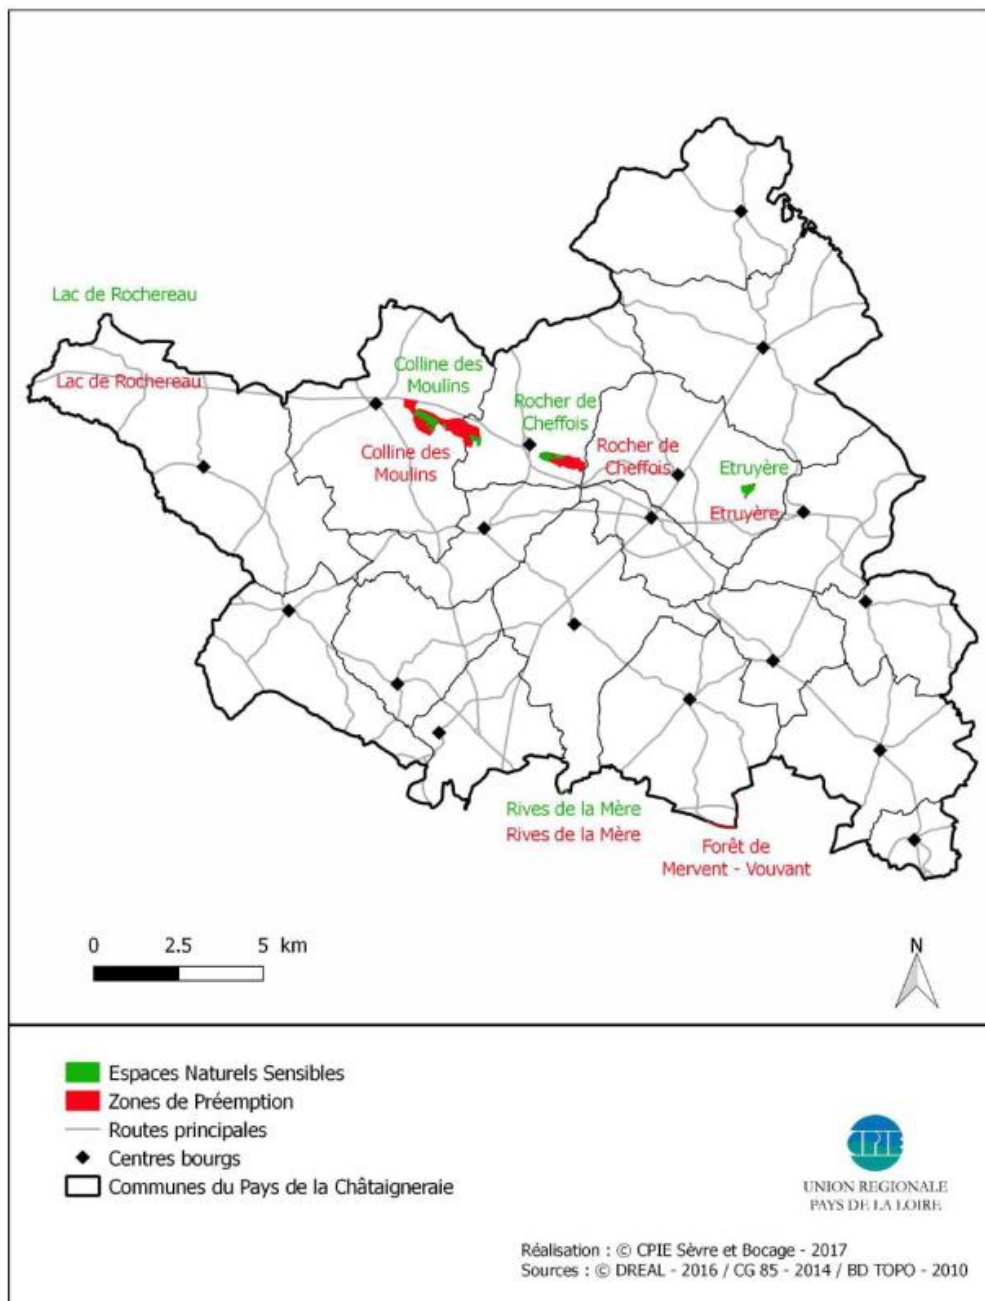 Lac de Rochereau
Lac de Rochereau
Colline des
Moulins
Rocher de
Cheffois
Colline des
Moulins
Rocher de
Cheffois
Etruyère
Etruyère
Rives de la Mère
Rives de la Mère
Forêt de
Mervent - Vouvant
0 2.5 5 km
N
Espaces Naturels Sensibles
Zones de Préemption
Routes principales
Centres bourgs
Communes du Pays de la Châtaigneraie
CPIE
UNION REGIONALE
PAYS DE LA LOIRE
Réalisation : © CPIE Sèvre et Bocage - 2017
Sources : © DREAL - 2016 / CG 85 - 2014 / BD TOPO - 2010